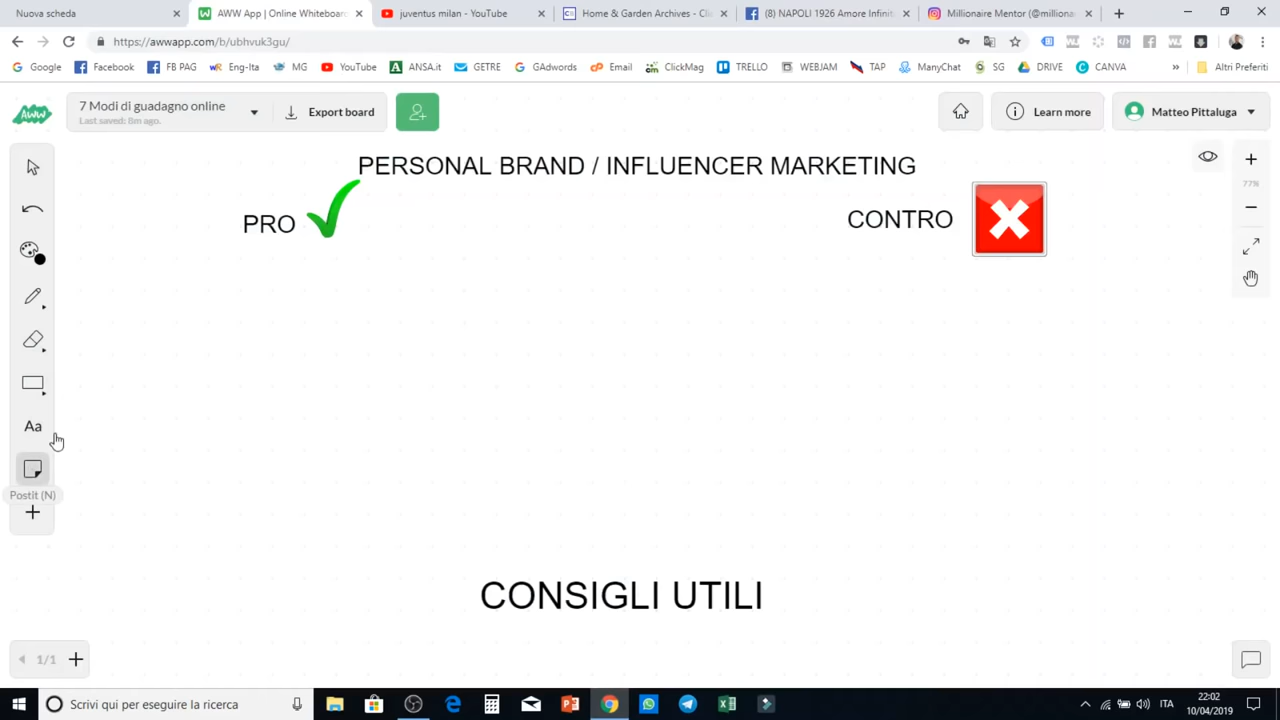 Nuova scheda
AWW App | Online Whiteboard
juventus milan - YouTube
Home & Garden Archives - Clic
(8) NAPOLI 1926 Amore Infinit
Millionaire Mentor (@milliona
https://awwapp.com/b/ubhvuk3gu/
Google Facebook FB PAG Eng-Ita MG YouTube ANSA.it GETRE GAdwords Email ClickMag TRELLO WEBJAM TAP ManyChat SG DRIVE CANVA » Altri Preferiti
AWW
7 Modi di guadagno online
Last saved: 8m ago.
Export board
Learn more
Matteo Pittaluga
PERSONAL BRAND / INFLUENCER MARKETING
PRO
CONTRO
77%
Aa
Postit (N)
CONSIGLI UTILI
1/1
Scrivi qui per eseguire la ricerca
ITA
22:02
10/04/2019